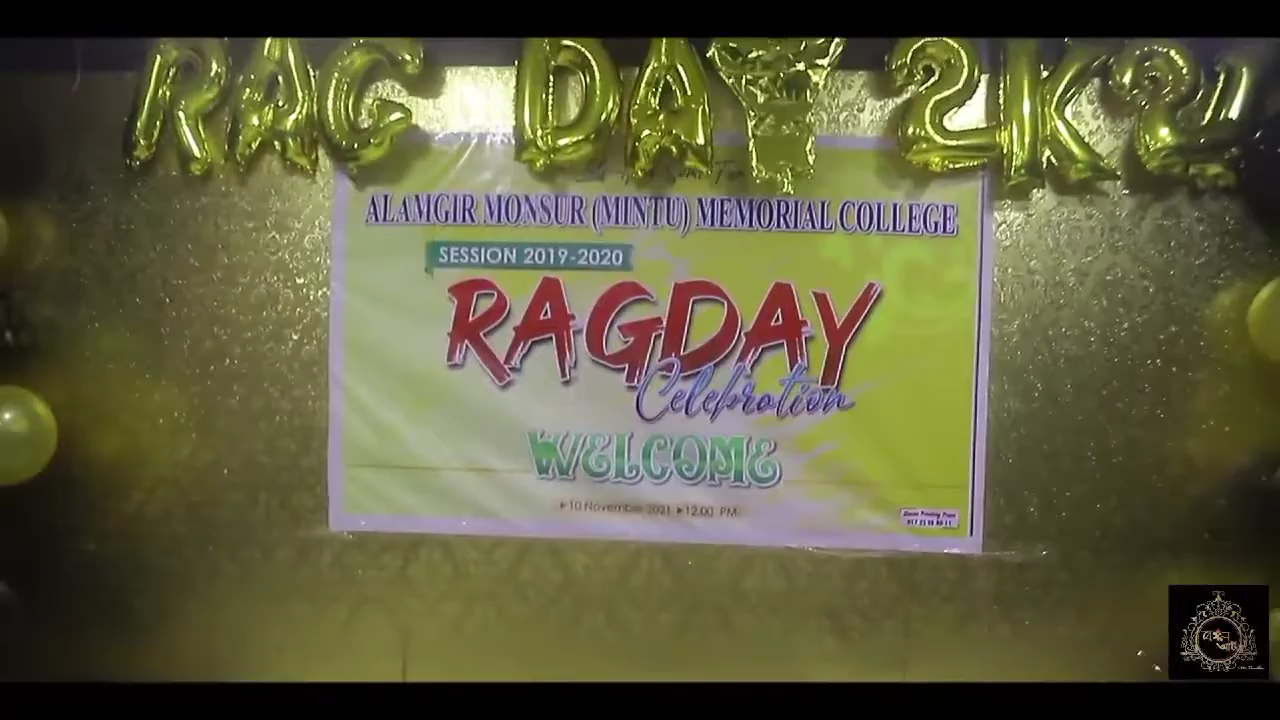 RAG DAY 2K21
ALAMGIR MONSUR (MINTU) MEMORIAL COLLEGE
SESSION 2019-2020
RAGDAY
Celebration
WELCOME
10 November 2021 12.00 PM